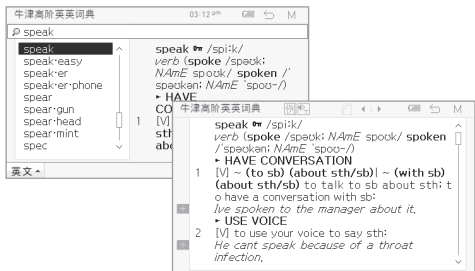 牛津高阶英英词典 03:12 pm M
speak
speak
speak·easy
speak·er
speak·er·phone
spear
spear·gun
spear·head
spear·mint
spec
英文
speak /spiːk/
verb (spoke /spəʊk;
NAmE spoʊk/ spoken /ˈ
spəʊkən; NAmE ˈspoʊ-/)
► HAVE
CO
1 [V]
sth
abo
牛津高阶英英词典 M
speak /spiːk/
verb (spoke /spəʊk; NAmE spoʊk/ spoken
/ˈspəʊkən; NAmE ˈspoʊ-/)
► HAVE CONVERSATION
1 [V] ~ (to sb) (about sth/sb)| ~ (with sb)
(about sth/sb) to talk to sb about sth; t
o have a conversation with sb:
Ive spoken to the manager about it.
► USE VOICE
2 [V] to use your voice to say sth:
He cant speak because of a throat
infection.